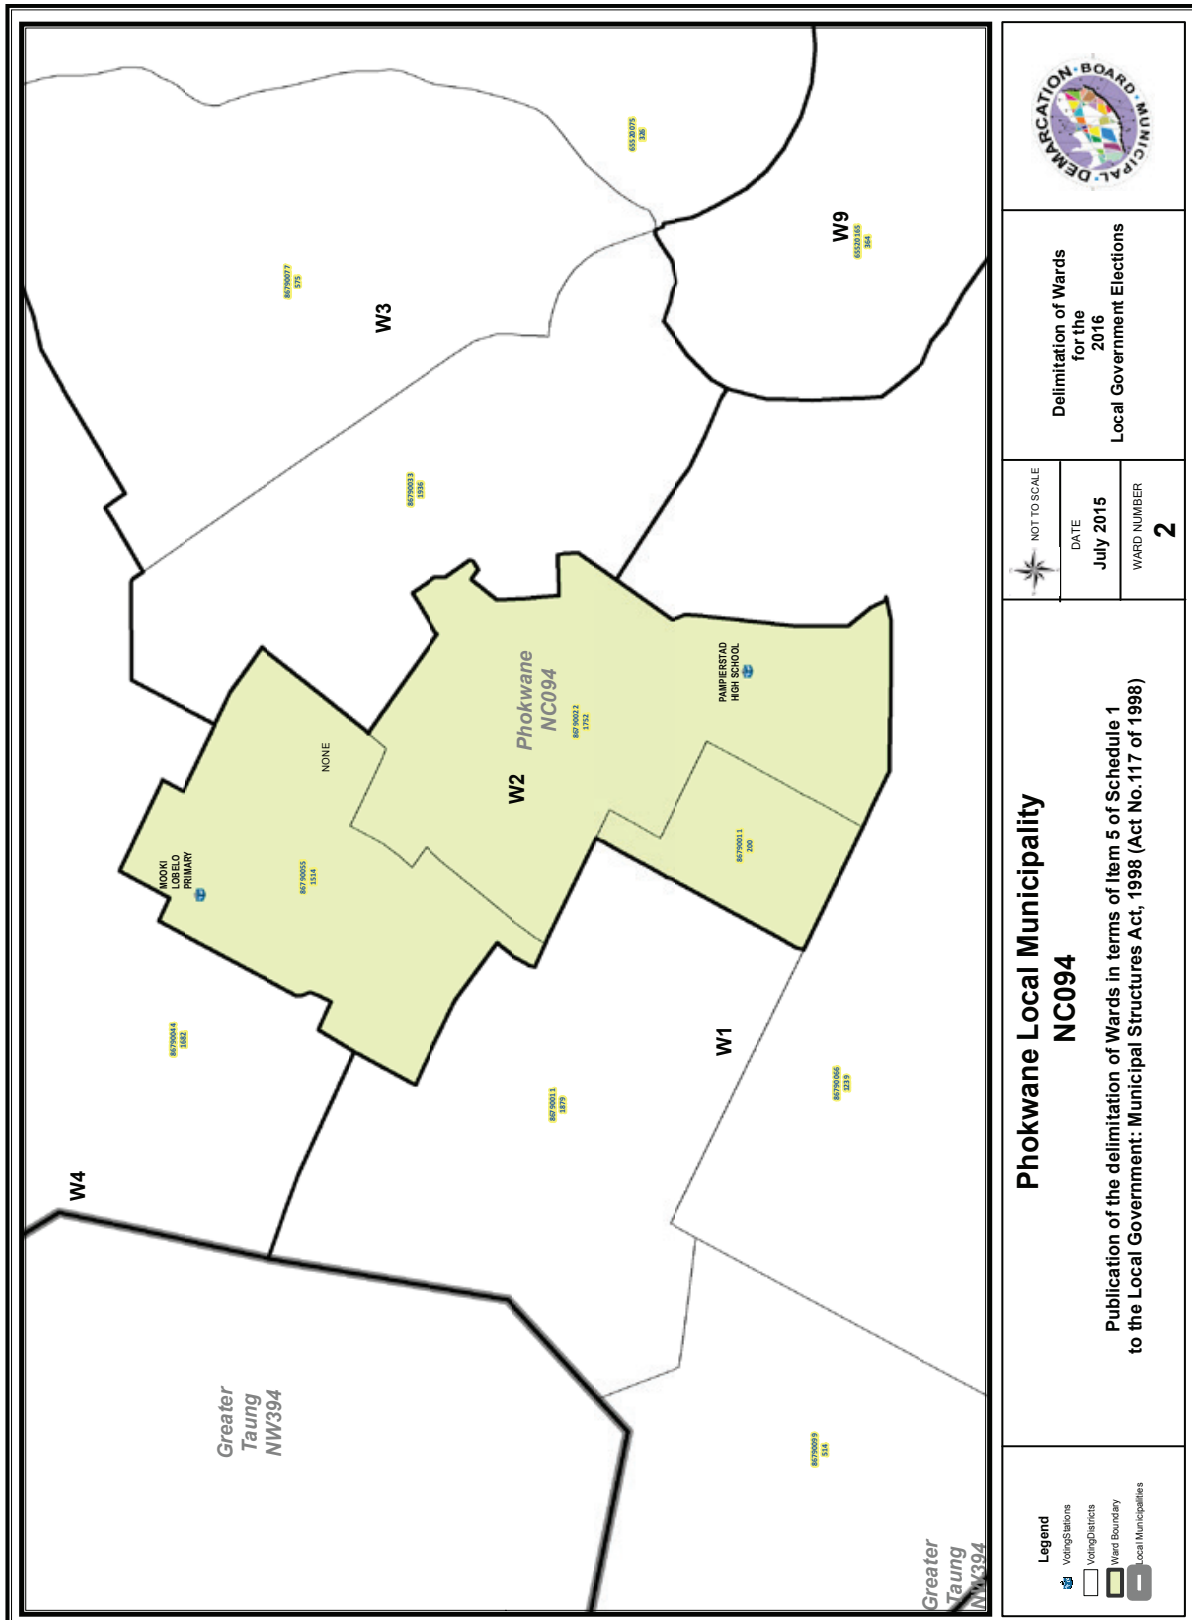 W4
W3
W9
W2
W1
86790077
575
65520075
326
65520165
364
86790033
1936
86790022
1752
86790055
1514
86790011
200
86790044
1682
86790011
1879
86790066
1239
86790099
514
Phokwane
NC094
NONE
MOOKI
LOBELO
PRIMARY
PAMPIERSTAD
HIGH SCHOOL
Greater
Taung
NW394
Greater
Taung
NW394
Legend
VotingStations
VotingDistricts
Ward Boundary
Local Municipalities
Phokwane Local Municipality
NC094
Publication of the delimitation of Wards in terms of Item 5 of Schedule 1
to the Local Government: Municipal Structures Act, 1998 (Act No.117 of 1998)
NOT TO SCALE
DATE
July 2015
WARD NUMBER
2
Delimitation of Wards
for the
2016
Local Government Elections
MUNICIPAL DEMARCATION BOARD